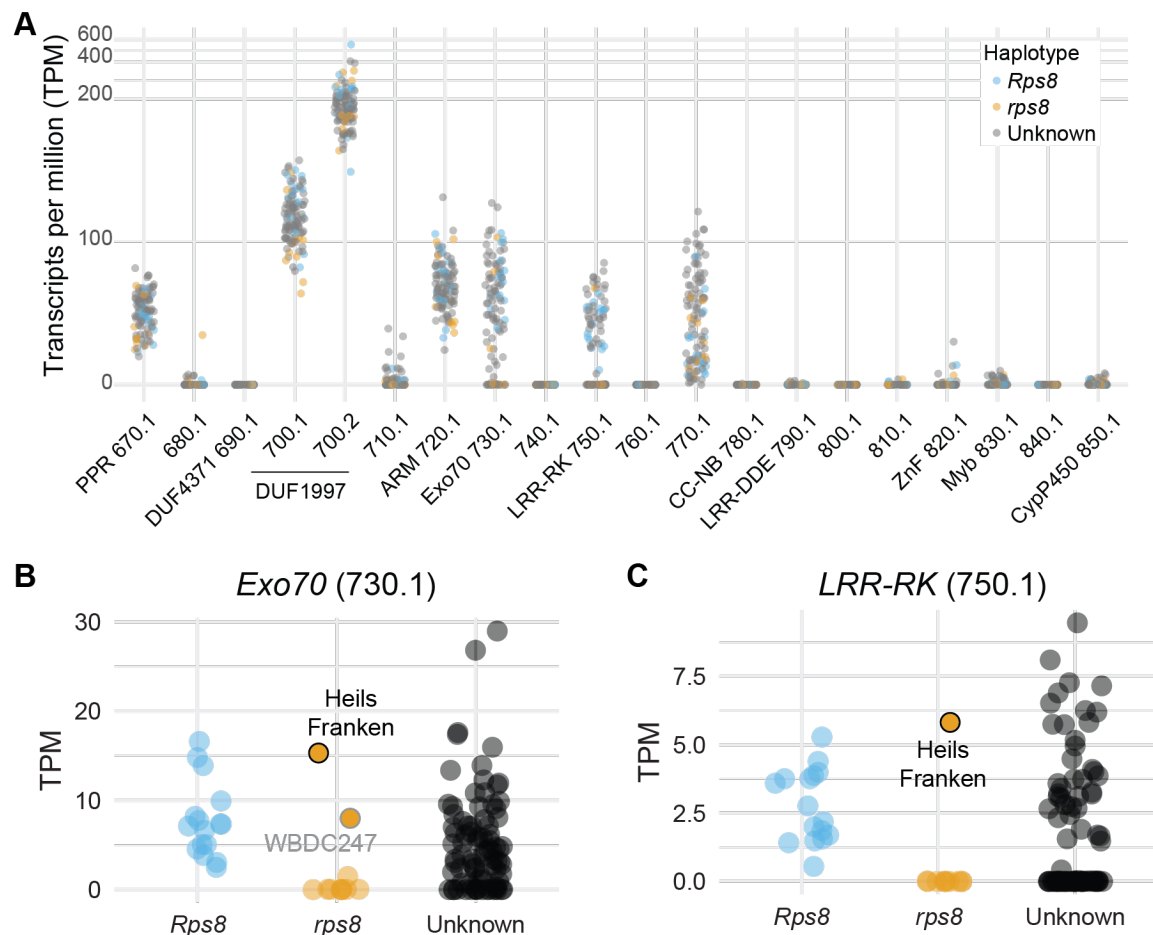 A
Transcripts per million (TPM)
600
400
200
100
0
Haplotype
Rps8
rps8
Unknown
PPR 670.1
680.1
DUF4371 690.1
700.1
700.2
710.1
ARM 720.1
Exo70 730.1
740.1
LRR-RK 750.1
760.1
770.1
CC-NB 780.1
LRR-DDE 790.1
800.1
810.1
ZnF 820.1
Myb 830.1
840.1
CypP450 850.1
DUF1997
B
Exo70 (730.1)
TPM
30
20
10
0
Heils
Franken
WBDC247
Rps8
rps8
Unknown
C
LRR-RK (750.1)
TPM
7.5
5.0
2.5
0.0
Heils
Franken
Rps8
rps8
Unknown